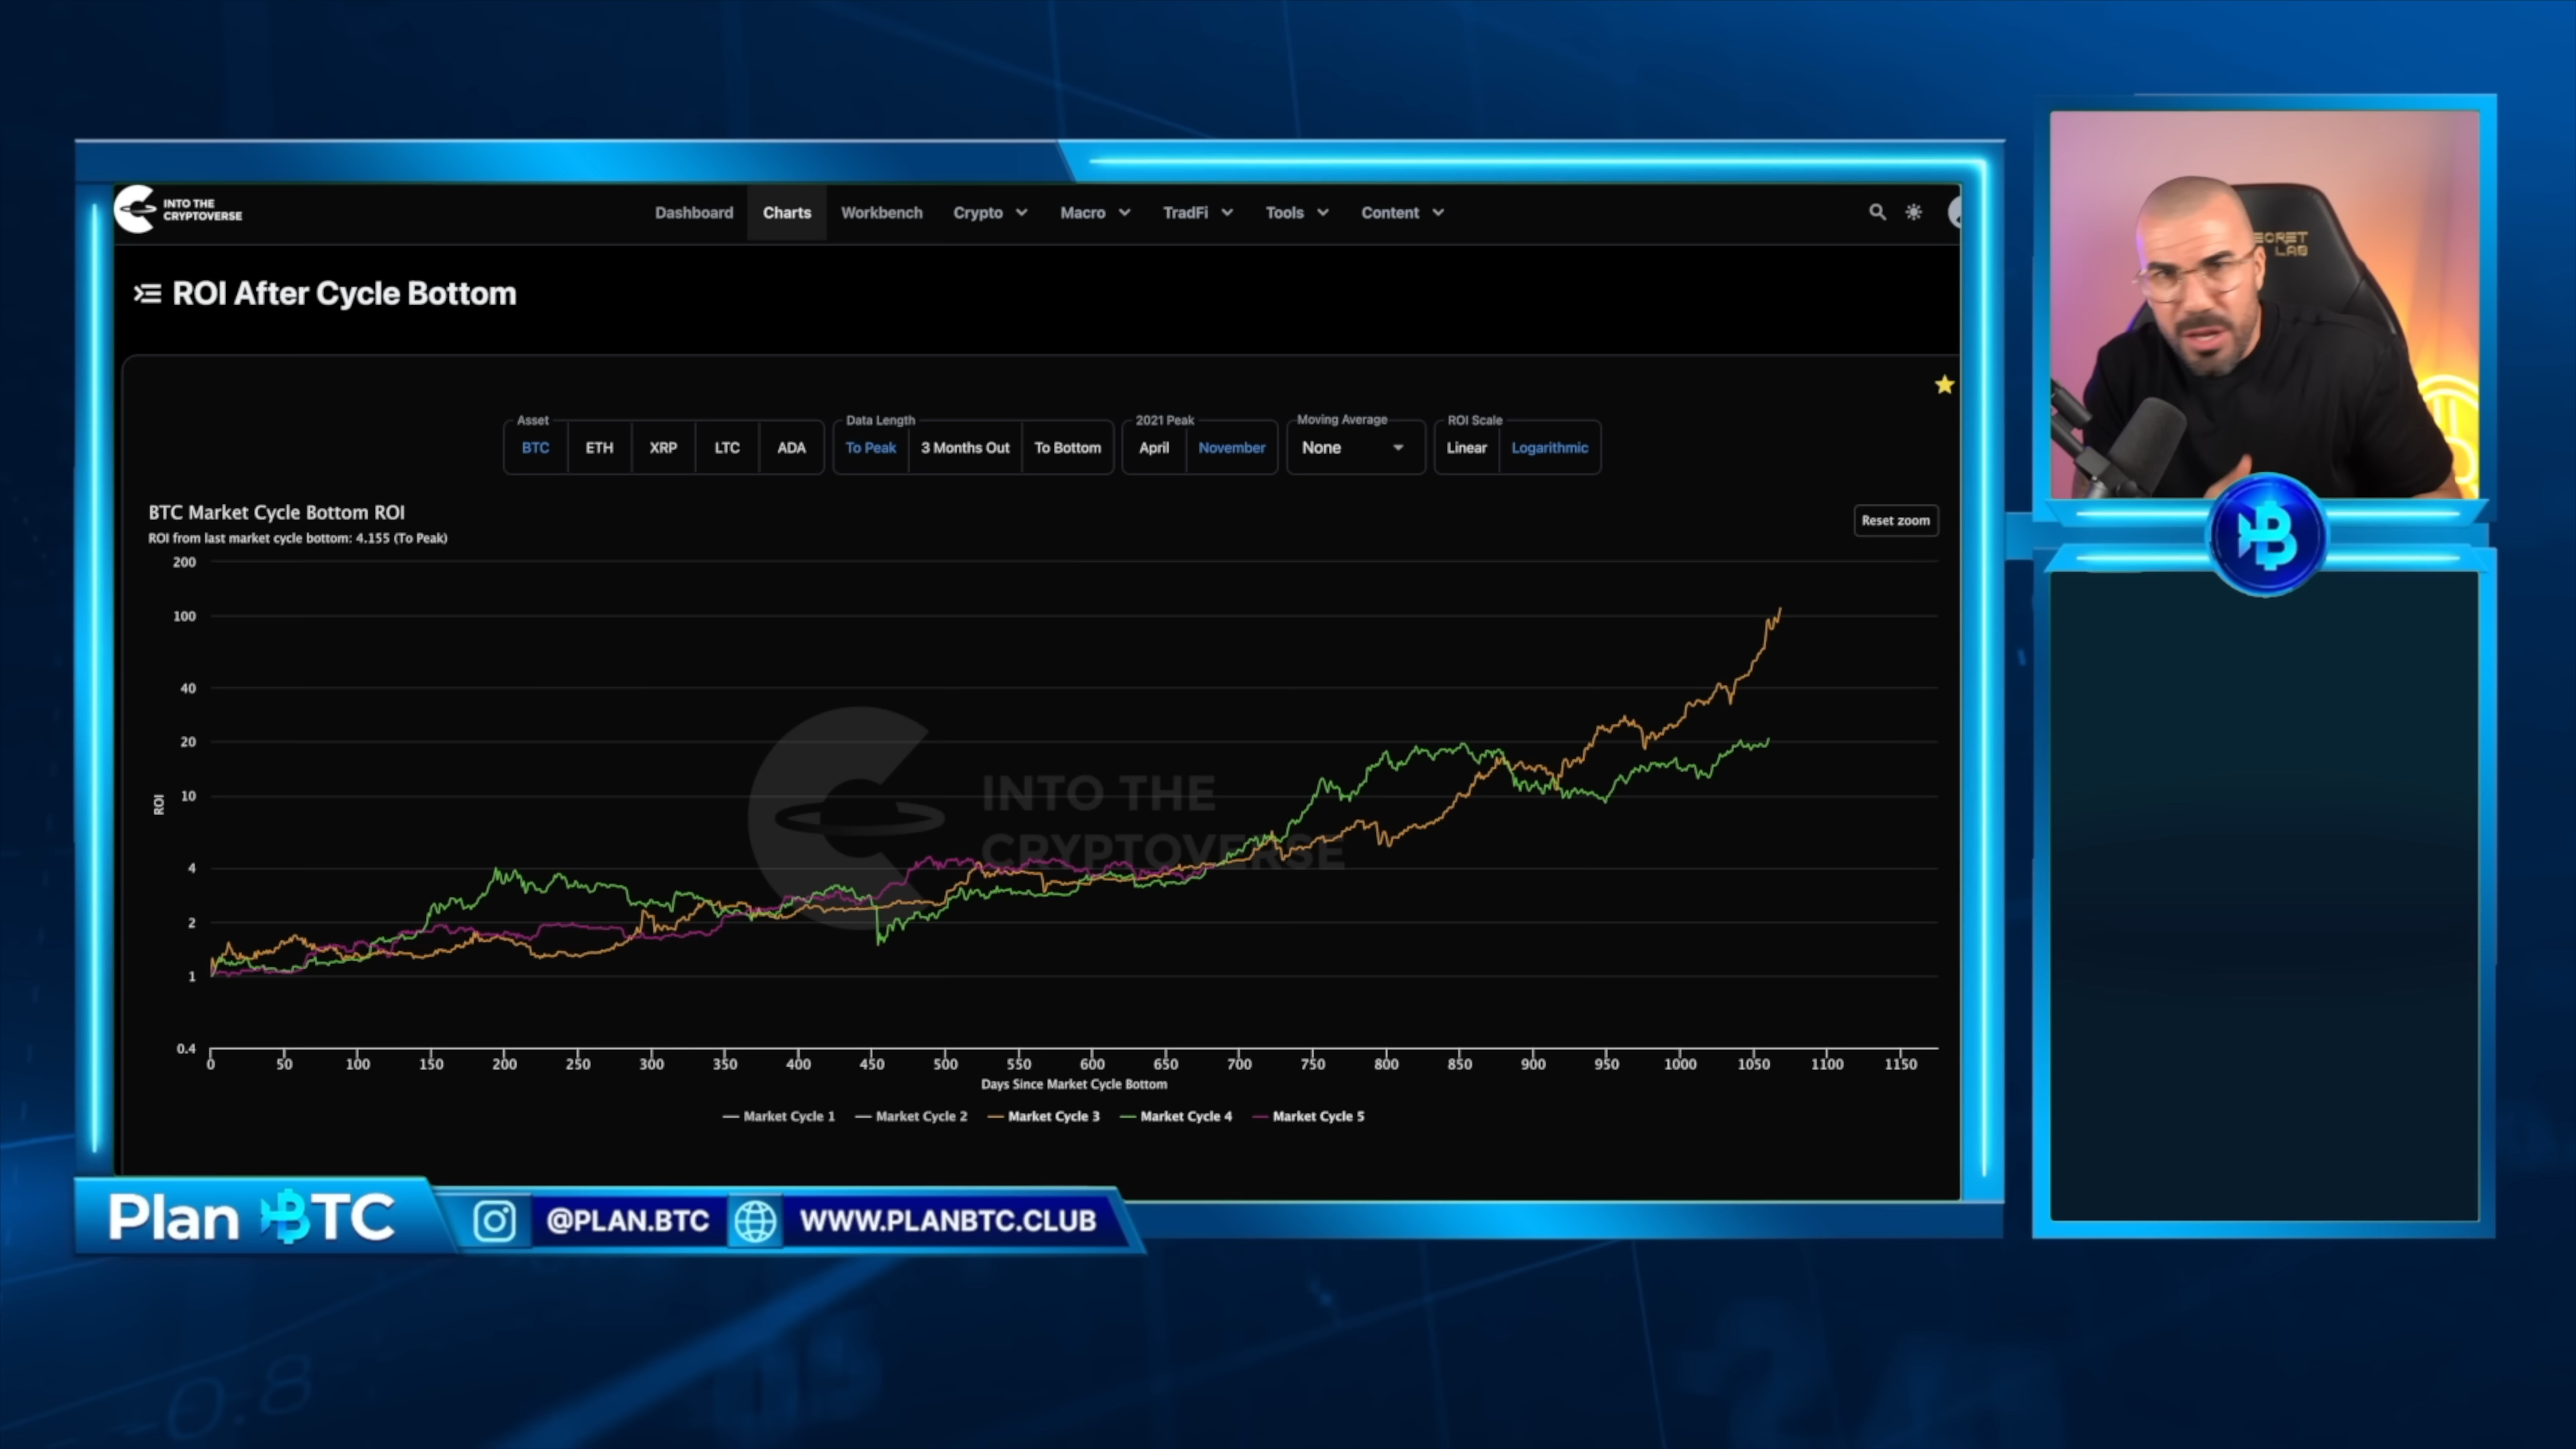 INTO THE
CRYPTOVERSE
Dashboard Charts Workbench Crypto Macro TradFi Tools Content
ROI After Cycle Bottom
Asset Data Length 2021 Peak Moving Average ROI Scale
BTC ETH XRP LTC ADA To Peak 3 Months Out To Bottom April November None Linear Logarithmic
BTC Market Cycle Bottom ROI
ROI from last market cycle bottom: 4.155 (To Peak)
Reset zoom
200
100
40
20
10
4
2
1
0.4
ROI
INTO THE
CRYPTOVERSE
0 50 100 150 200 250 300 350 400 450 500 550 600 650 700 750 800 850 900 950 1000 1050 1100 1150
Days Since Market Cycle Bottom
Market Cycle 1 Market Cycle 2 Market Cycle 3 Market Cycle 4 Market Cycle 5
ECRET
LAB
Plan ₿TC @PLAN.BTC WWW.PLANBTC.CLUB
-0.8